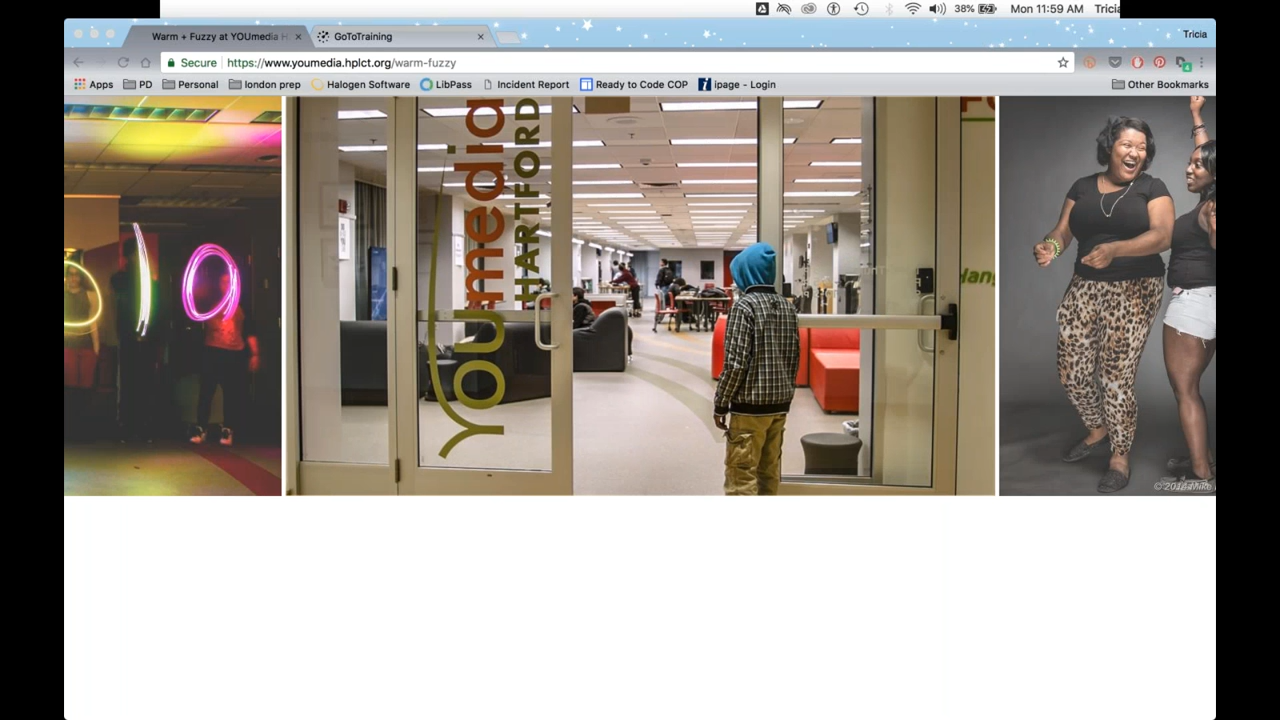 38% Mon 11:59 AM Tricia
Warm + Fuzzy at YOUmedia H
GoToTraining
Tricia
Secure https://www.youmedia.hplct.org/warm-fuzzy
Apps PD Personal london prep Halogen Software LibPass Incident Report Ready to Code COP ipage - Login Other Bookmarks
Youmedia
HARTFORD
Hang
© 2014 Mike